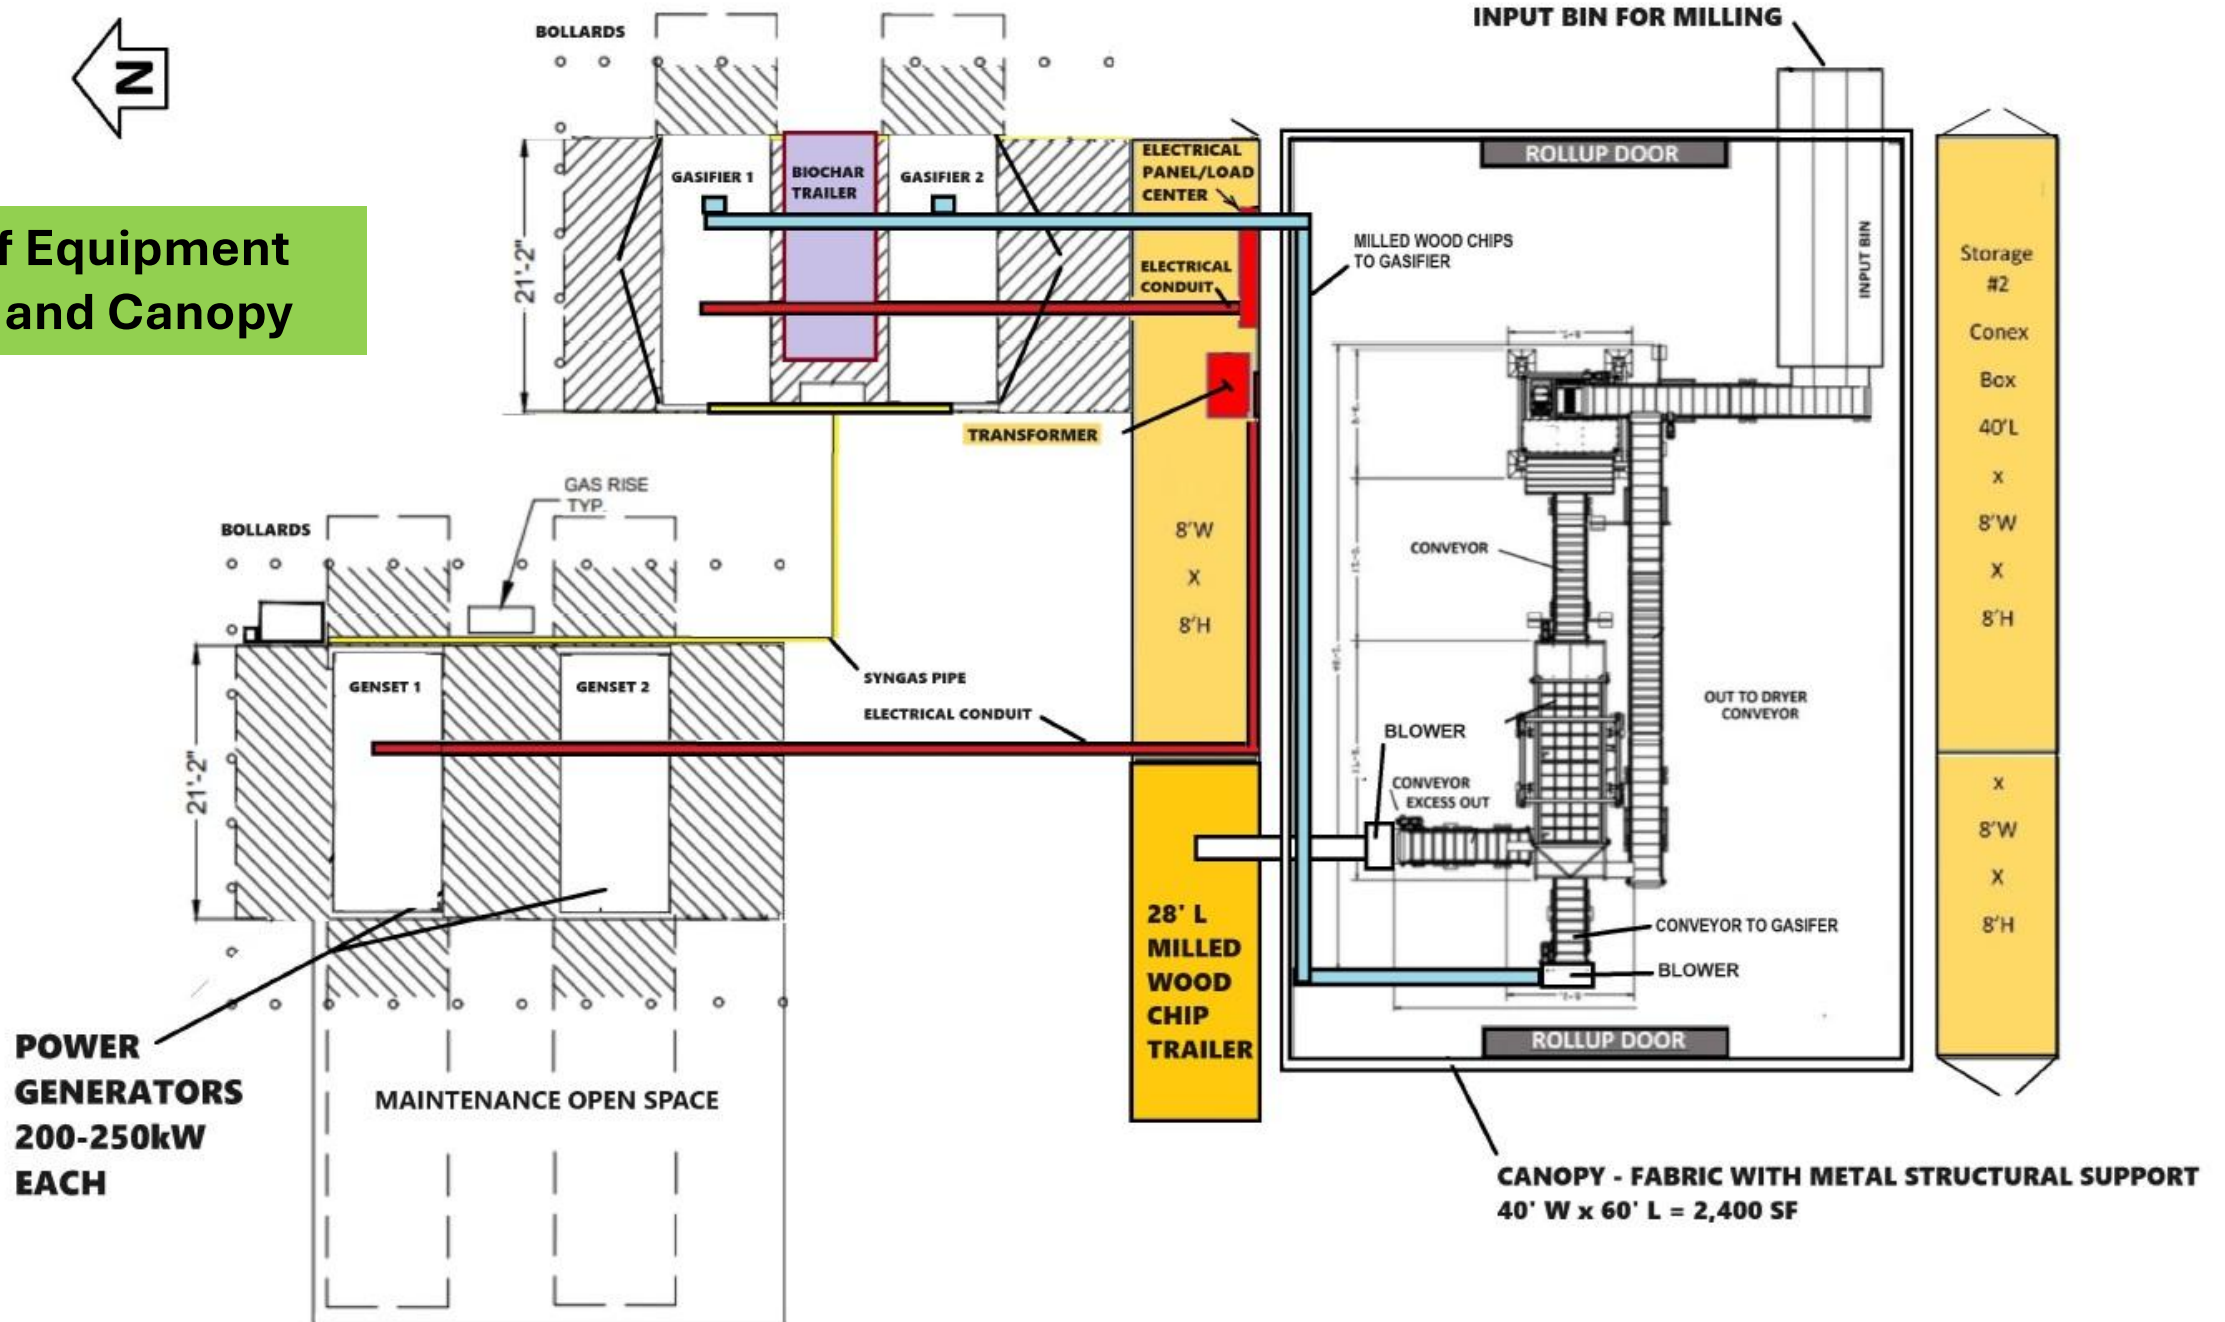 INPUT BIN FOR MILLING
BOLLARDS
N
f Equipment
and Canopy
21'-2"
GASIFIER 1
BIOCHAR
TRAILER
GASIFIER 2
ELECTRICAL
PANEL/LOAD
CENTER
ELECTRICAL
CONDUIT
TRANSFORMER
ROLLUP DOOR
MILLED WOOD CHIPS
TO GASIFIER
INPUT BIN
Storage
#2
Conex
Box
40'L
x
8'W
X
8'H
X
8'W
X
8'H
GAS RISE
TYP.
BOLLARDS
8'W
X
8'H
CONVEYOR
GENSET 1
GENSET 2
SYNGAS PIPE
ELECTRICAL CONDUIT
21'-2"
OUT TO DRYER
CONVEYOR
BLOWER
CONVEYOR
EXCESS OUT
28' L
MILLED
WOOD
CHIP
TRAILER
CONVEYOR TO GASIFER
BLOWER
ROLLUP DOOR
POWER
GENERATORS
200-250kW
EACH
MAINTENANCE OPEN SPACE
CANOPY - FABRIC WITH METAL STRUCTURAL SUPPORT
40' W x 60' L = 2,400 SF